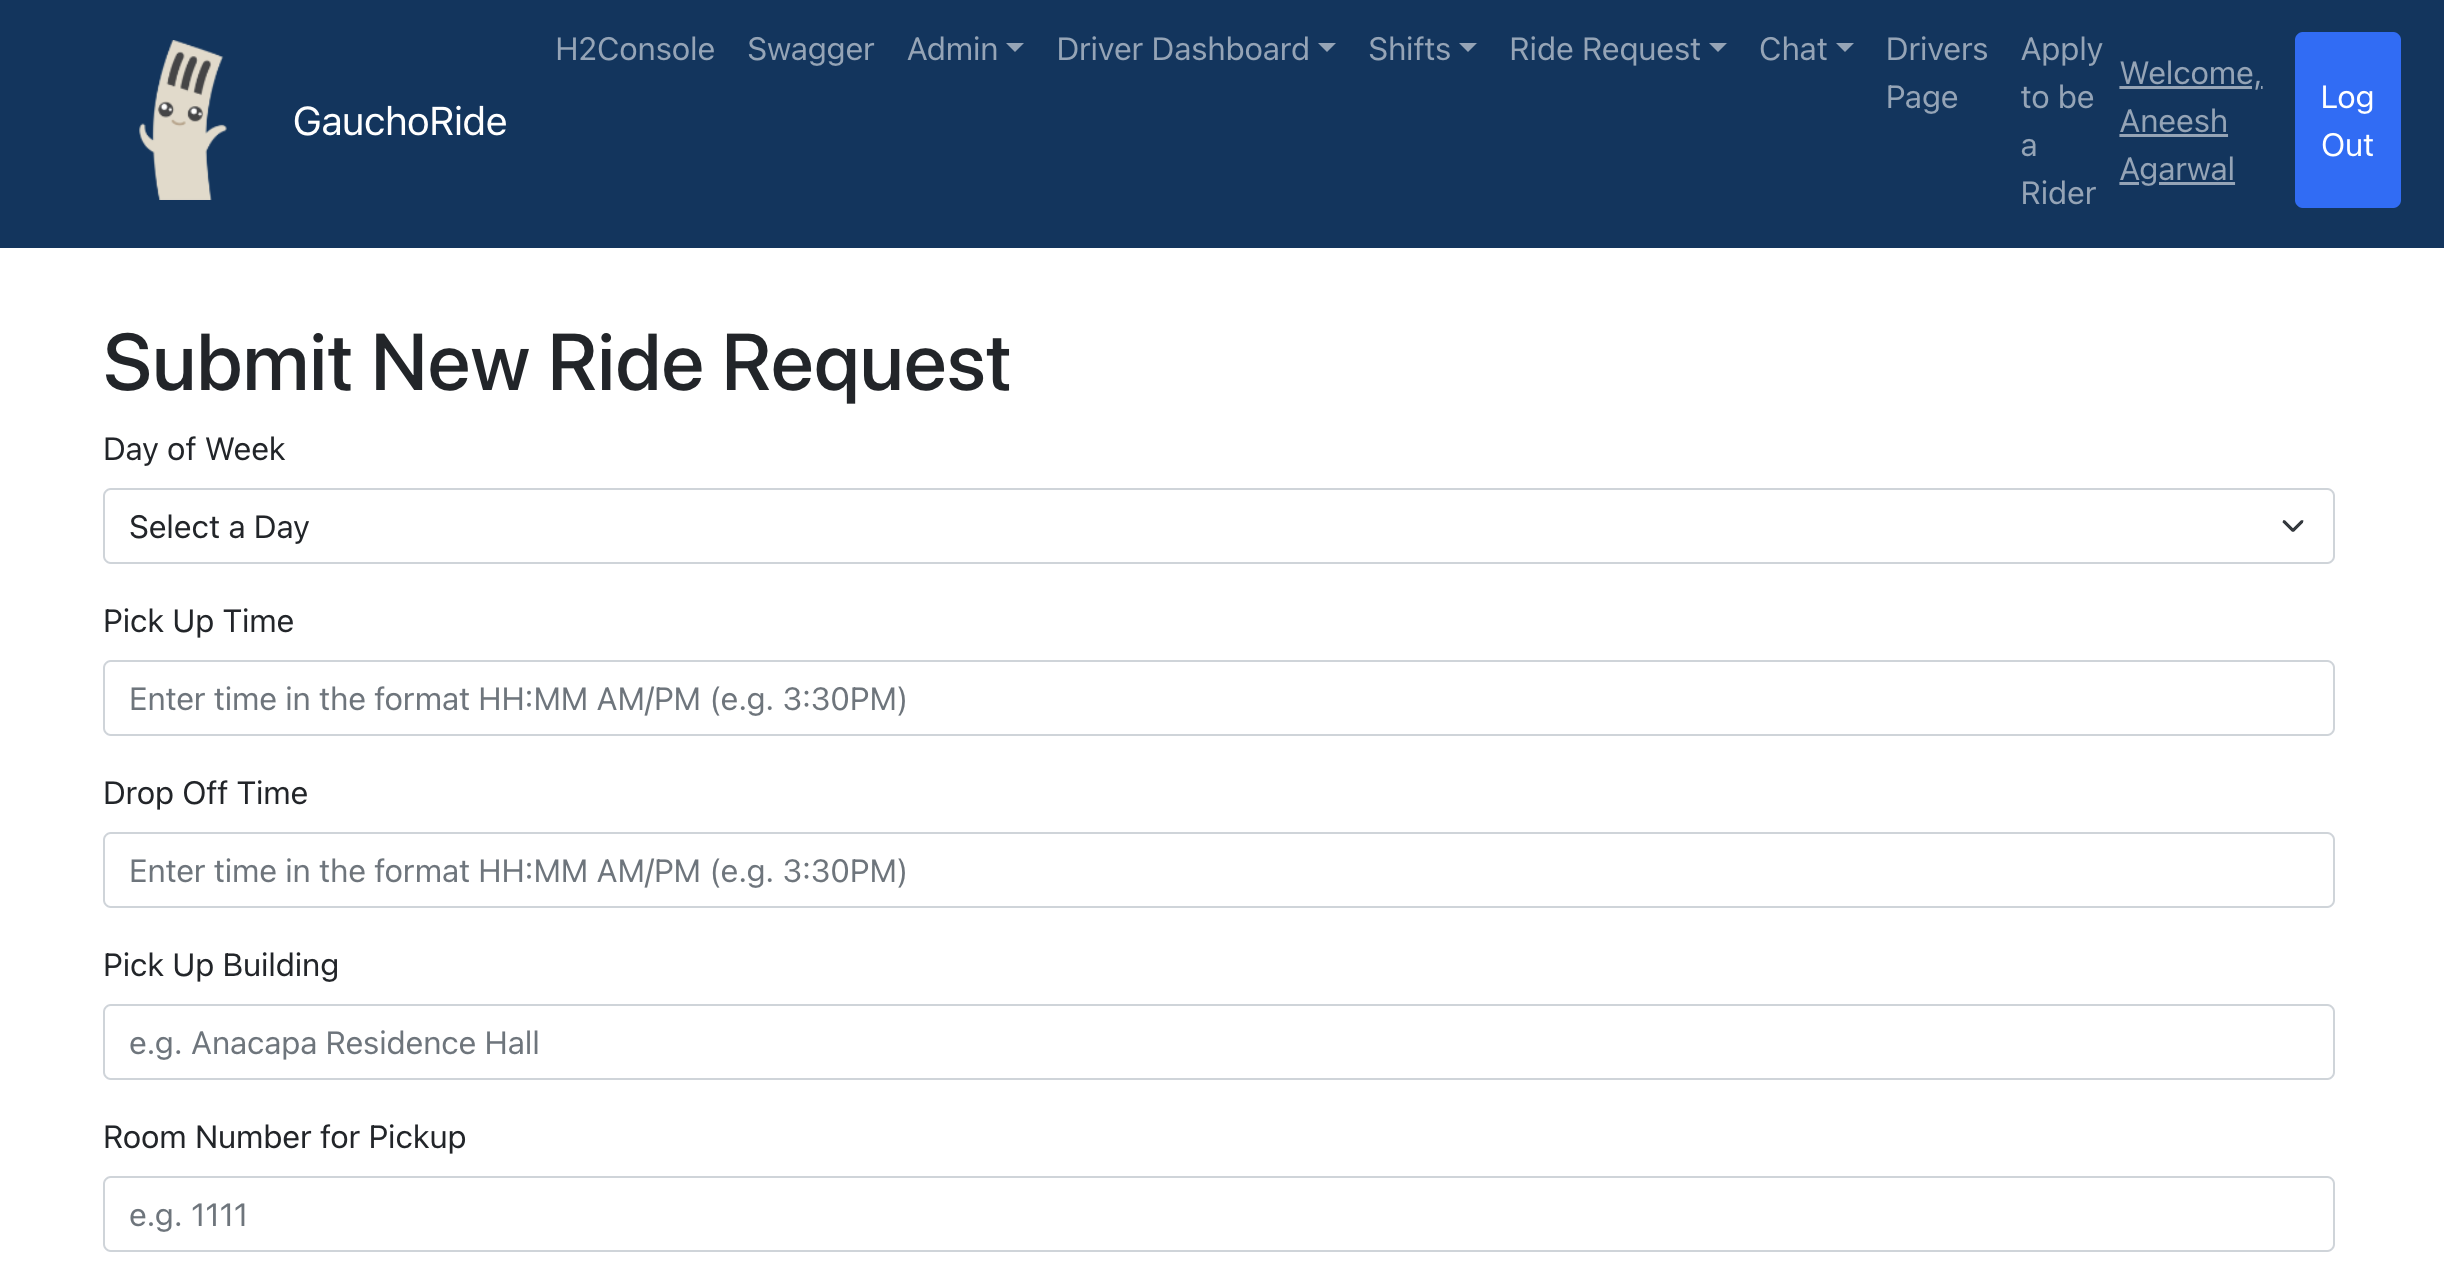 GauchoRide
H2Console
Swagger
Admin
Driver Dashboard
Shifts
Ride Request
Chat
Drivers
Page
Apply
to be
a
Rider
Welcome,
Aneesh
Agarwal
Log
Out
Submit New Ride Request
Day of Week
Select a Day
Pick Up Time
Enter time in the format HH:MM AM/PM (e.g. 3:30PM)
Drop Off Time
Enter time in the format HH:MM AM/PM (e.g. 3:30PM)
Pick Up Building
e.g. Anacapa Residence Hall
Room Number for Pickup
e.g. 1111